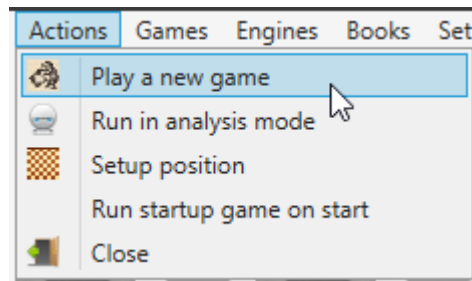 Actions Games Engines Books Set
Play a new game
Run in analysis mode
Setup position
Run startup game on start
Close